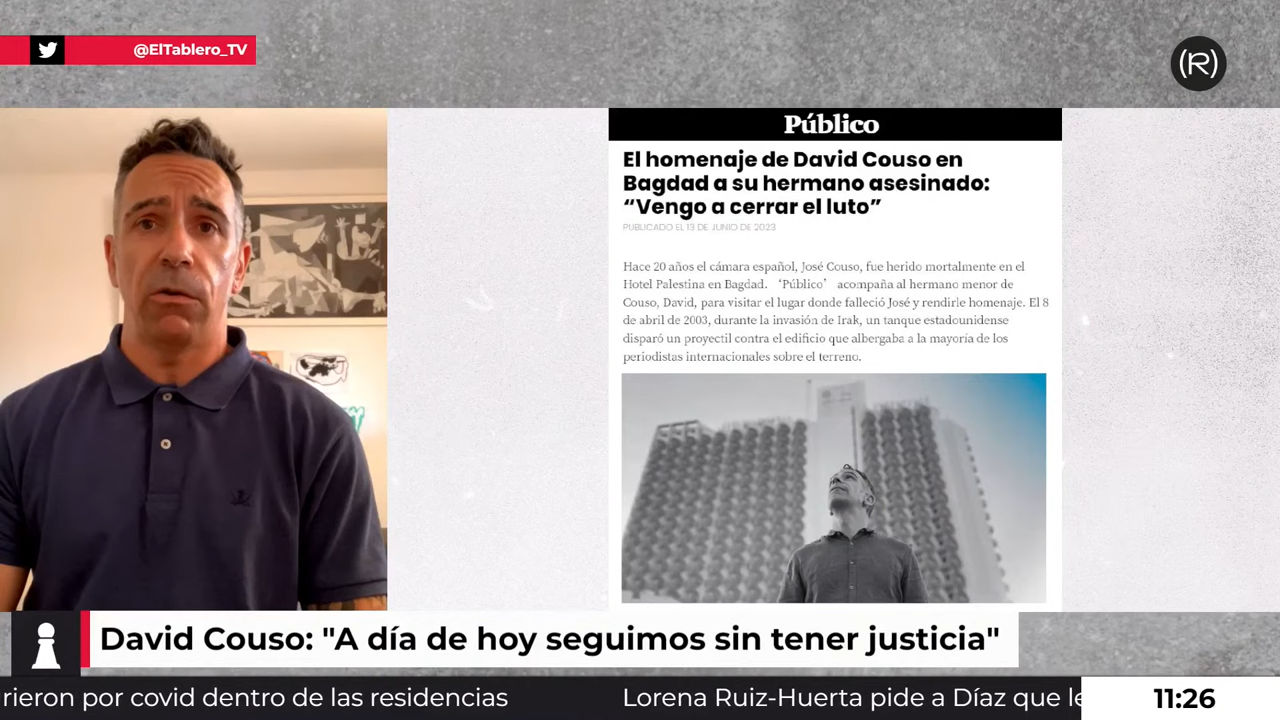 @ElTablero_TV
(R)
Público
El homenaje de David Couso en
Bagdad a su hermano asesinado:
“Vengo a cerrar el luto”
PUBLICADO EL 13 DE JUNIO DE 2023
Hace 20 años el cámara español, José Couso, fue herido mortalmente en el
Hotel Palestina en Bagdad. ‘Público’ acompaña al hermano menor de
Couso, David, para visitar el lugar donde falleció José y rendirle homenaje. El 8
de abril de 2003, durante la invasión de Irak, un tanque estadounidense
disparó un proyectil contra el edificio que albergaba a la mayoría de los
periodistas internacionales sobre el terreno.
David Couso: "A día de hoy seguimos sin tener justicia"
rieron por covid dentro de las residencias
Lorena Ruiz-Huerta pide a Díaz que le
11:26